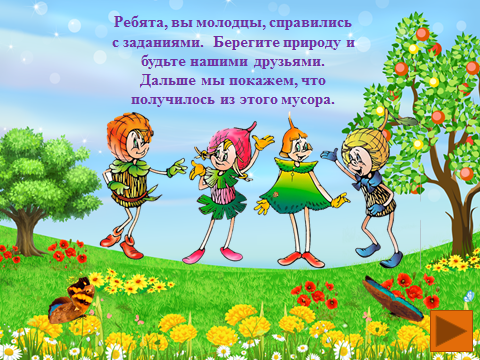 Ребята, вы молодцы, справились
с заданиями. Берегите природу и
будьте нашими друзьями.
Дальше мы покажем, что
получилось из этого мусора.